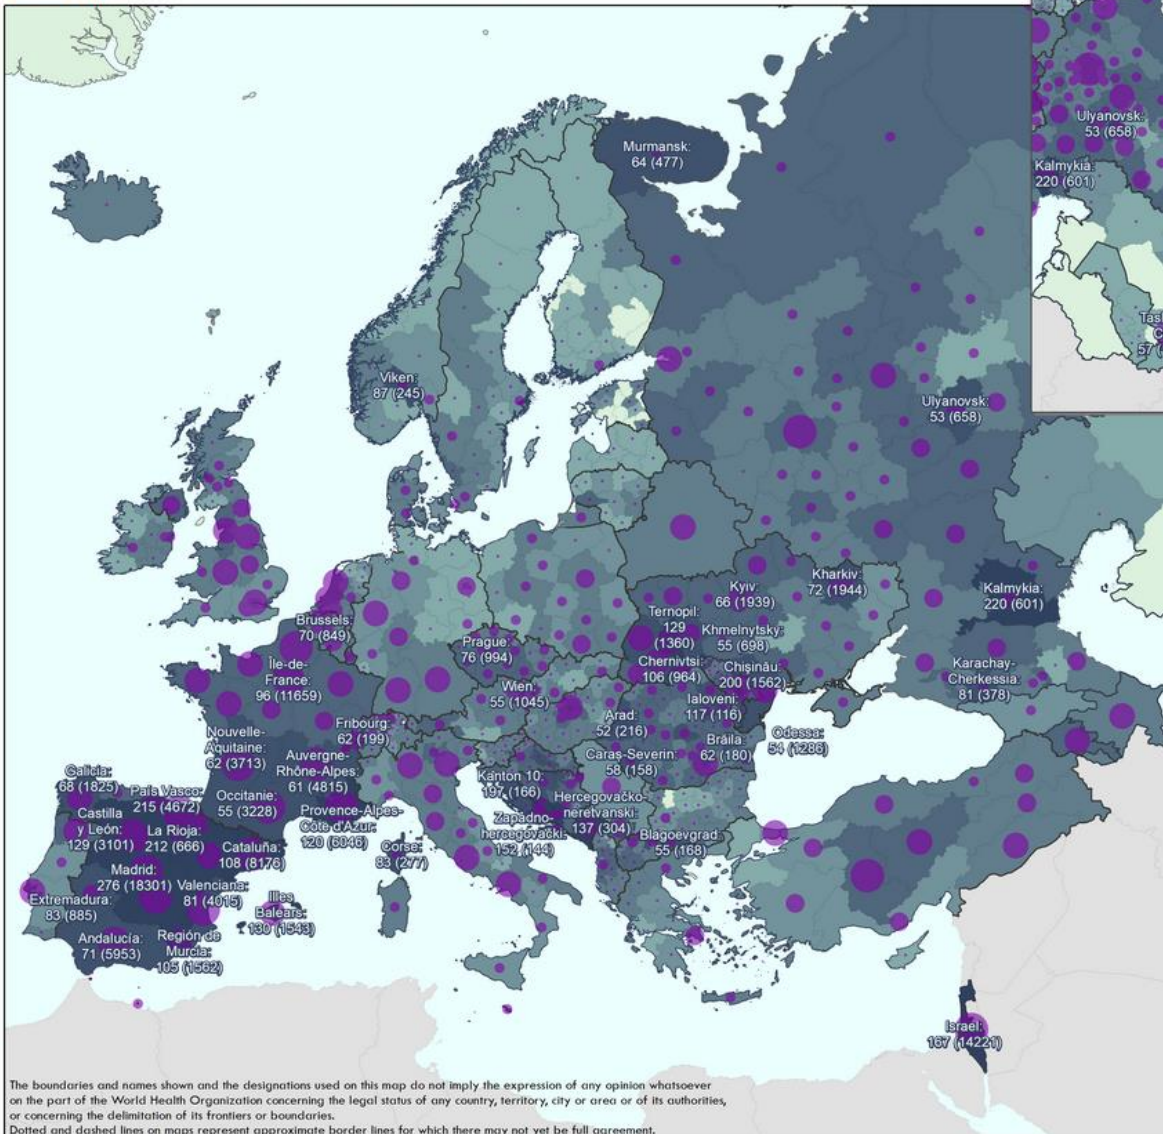 Murmansk:
64 (477)
Ulyanovsk:
53 (658)
Kalmykia:
220 (601)
57
Viken:
87 (245)
Ulyanovsk:
53 (658)
Kalmykia:
220 (601)
Kharkiv:
72 (1944)
Kyiv:
66 (1939)
Ternopil:
129
(1360)
Khmelnytsky:
55 (698)
Brussels:
70 (849)
Prague:
76 (994)
Chernivtsi:
106 (964)
Chișinău:
200 (1562)
Karachay-
Cherkessia:
81 (378)
Île-de-
France:
96 (11659)
Wien:
55 (1045)
Ialoveni:
117 (116)
Arad:
52 (216)
Brăila:
62 (180)
Odessa:
54 (1286)
Fribourg:
62 (199)
Nouvelle-
Aquitaine:
62 (3713)
Auvergne-
Rhône-Alpes:
61 (4815)
Caraș-Severin:
58 (158)
Galicia:
68 (1825)
País Vasco:
215 (4672)
Occitanie:
55 (3228)
Kanton 10:
197 (166)
Provence-Alpes-
Côte-d'Azur:
120 (6046)
Hercegovačko-
neretvanski:
137 (304)
Castilla
y León:
129 (3101)
La Rioja:
212 (666)
Zapadno-
hercegovački:
152 (144)
Blagoevgrad:
55 (168)
Corse:
83 (277)
Cataluña:
108 (8176)
Madrid:
276 (18301)
Valenciana:
81 (4015)
Extremadura:
83 (885)
Illes
Balears:
130 (1543)
Andalucía:
71 (5953)
Región de
Murcia:
105 (1562)
Israel:
167 (14221)
The boundaries and names shown and the designations used on this map do not imply the expression of any opinion whatsoever
on the part of the World Health Organization concerning the legal status of any country, territory, city or area or of its authorities,
or concerning the delimitation of its frontiers or boundaries.
Dotted and dashed lines on maps represent approximate border lines for which there may not yet be full agreement.